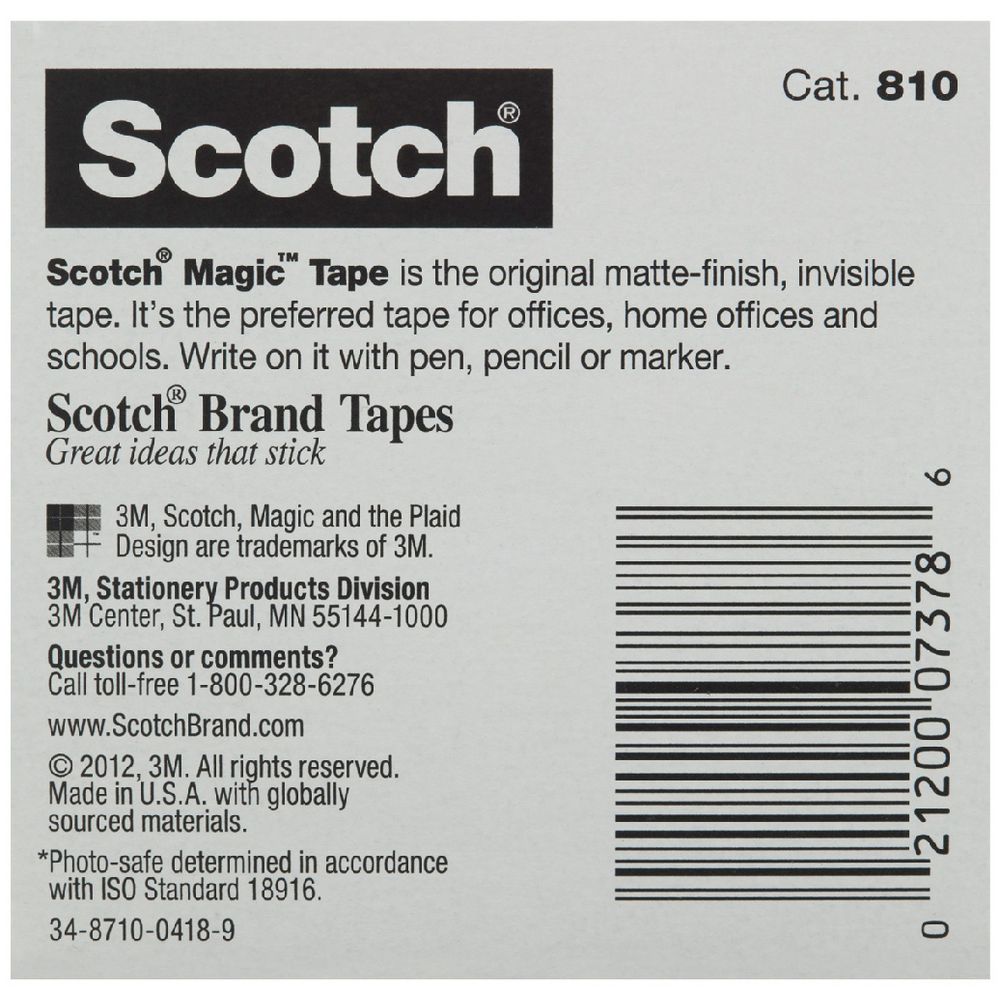 Scotch®
Cat. 810
Scotch® Magic™ Tape is the original matte-finish, invisible
tape. It's the preferred tape for offices, home offices and
schools. Write on it with pen, pencil or marker.
Scotch® Brand Tapes
Great ideas that stick
3M, Scotch, Magic and the Plaid
™ Design are trademarks of 3M.
3M, Stationery Products Division
3M Center, St. Paul, MN 55144-1000
Questions or comments?
Call toll-free 1-800-328-6276
www.ScotchBrand.com
© 2012, 3M. All rights reserved.
Made in U.S.A. with globally
sourced materials.
*Photo-safe determined in accordance
with ISO Standard 18916.
34-8710-0418-9
0 21200 07378 6